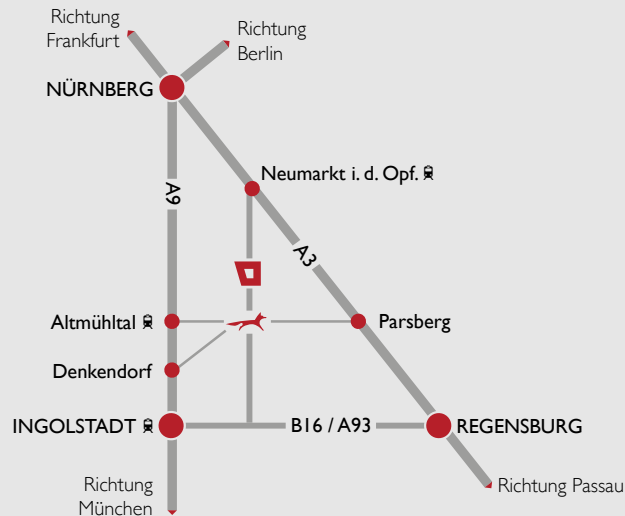 Richtung
Frankfurt
Richtung
Berlin
NÜRNBERG
Neumarkt i. d. Opf.
A9
A3
Altmühltal
Parsberg
Denkendorf
INGOLSTADT
B16 / A93
REGENSBURG
Richtung
München
Richtung Passau